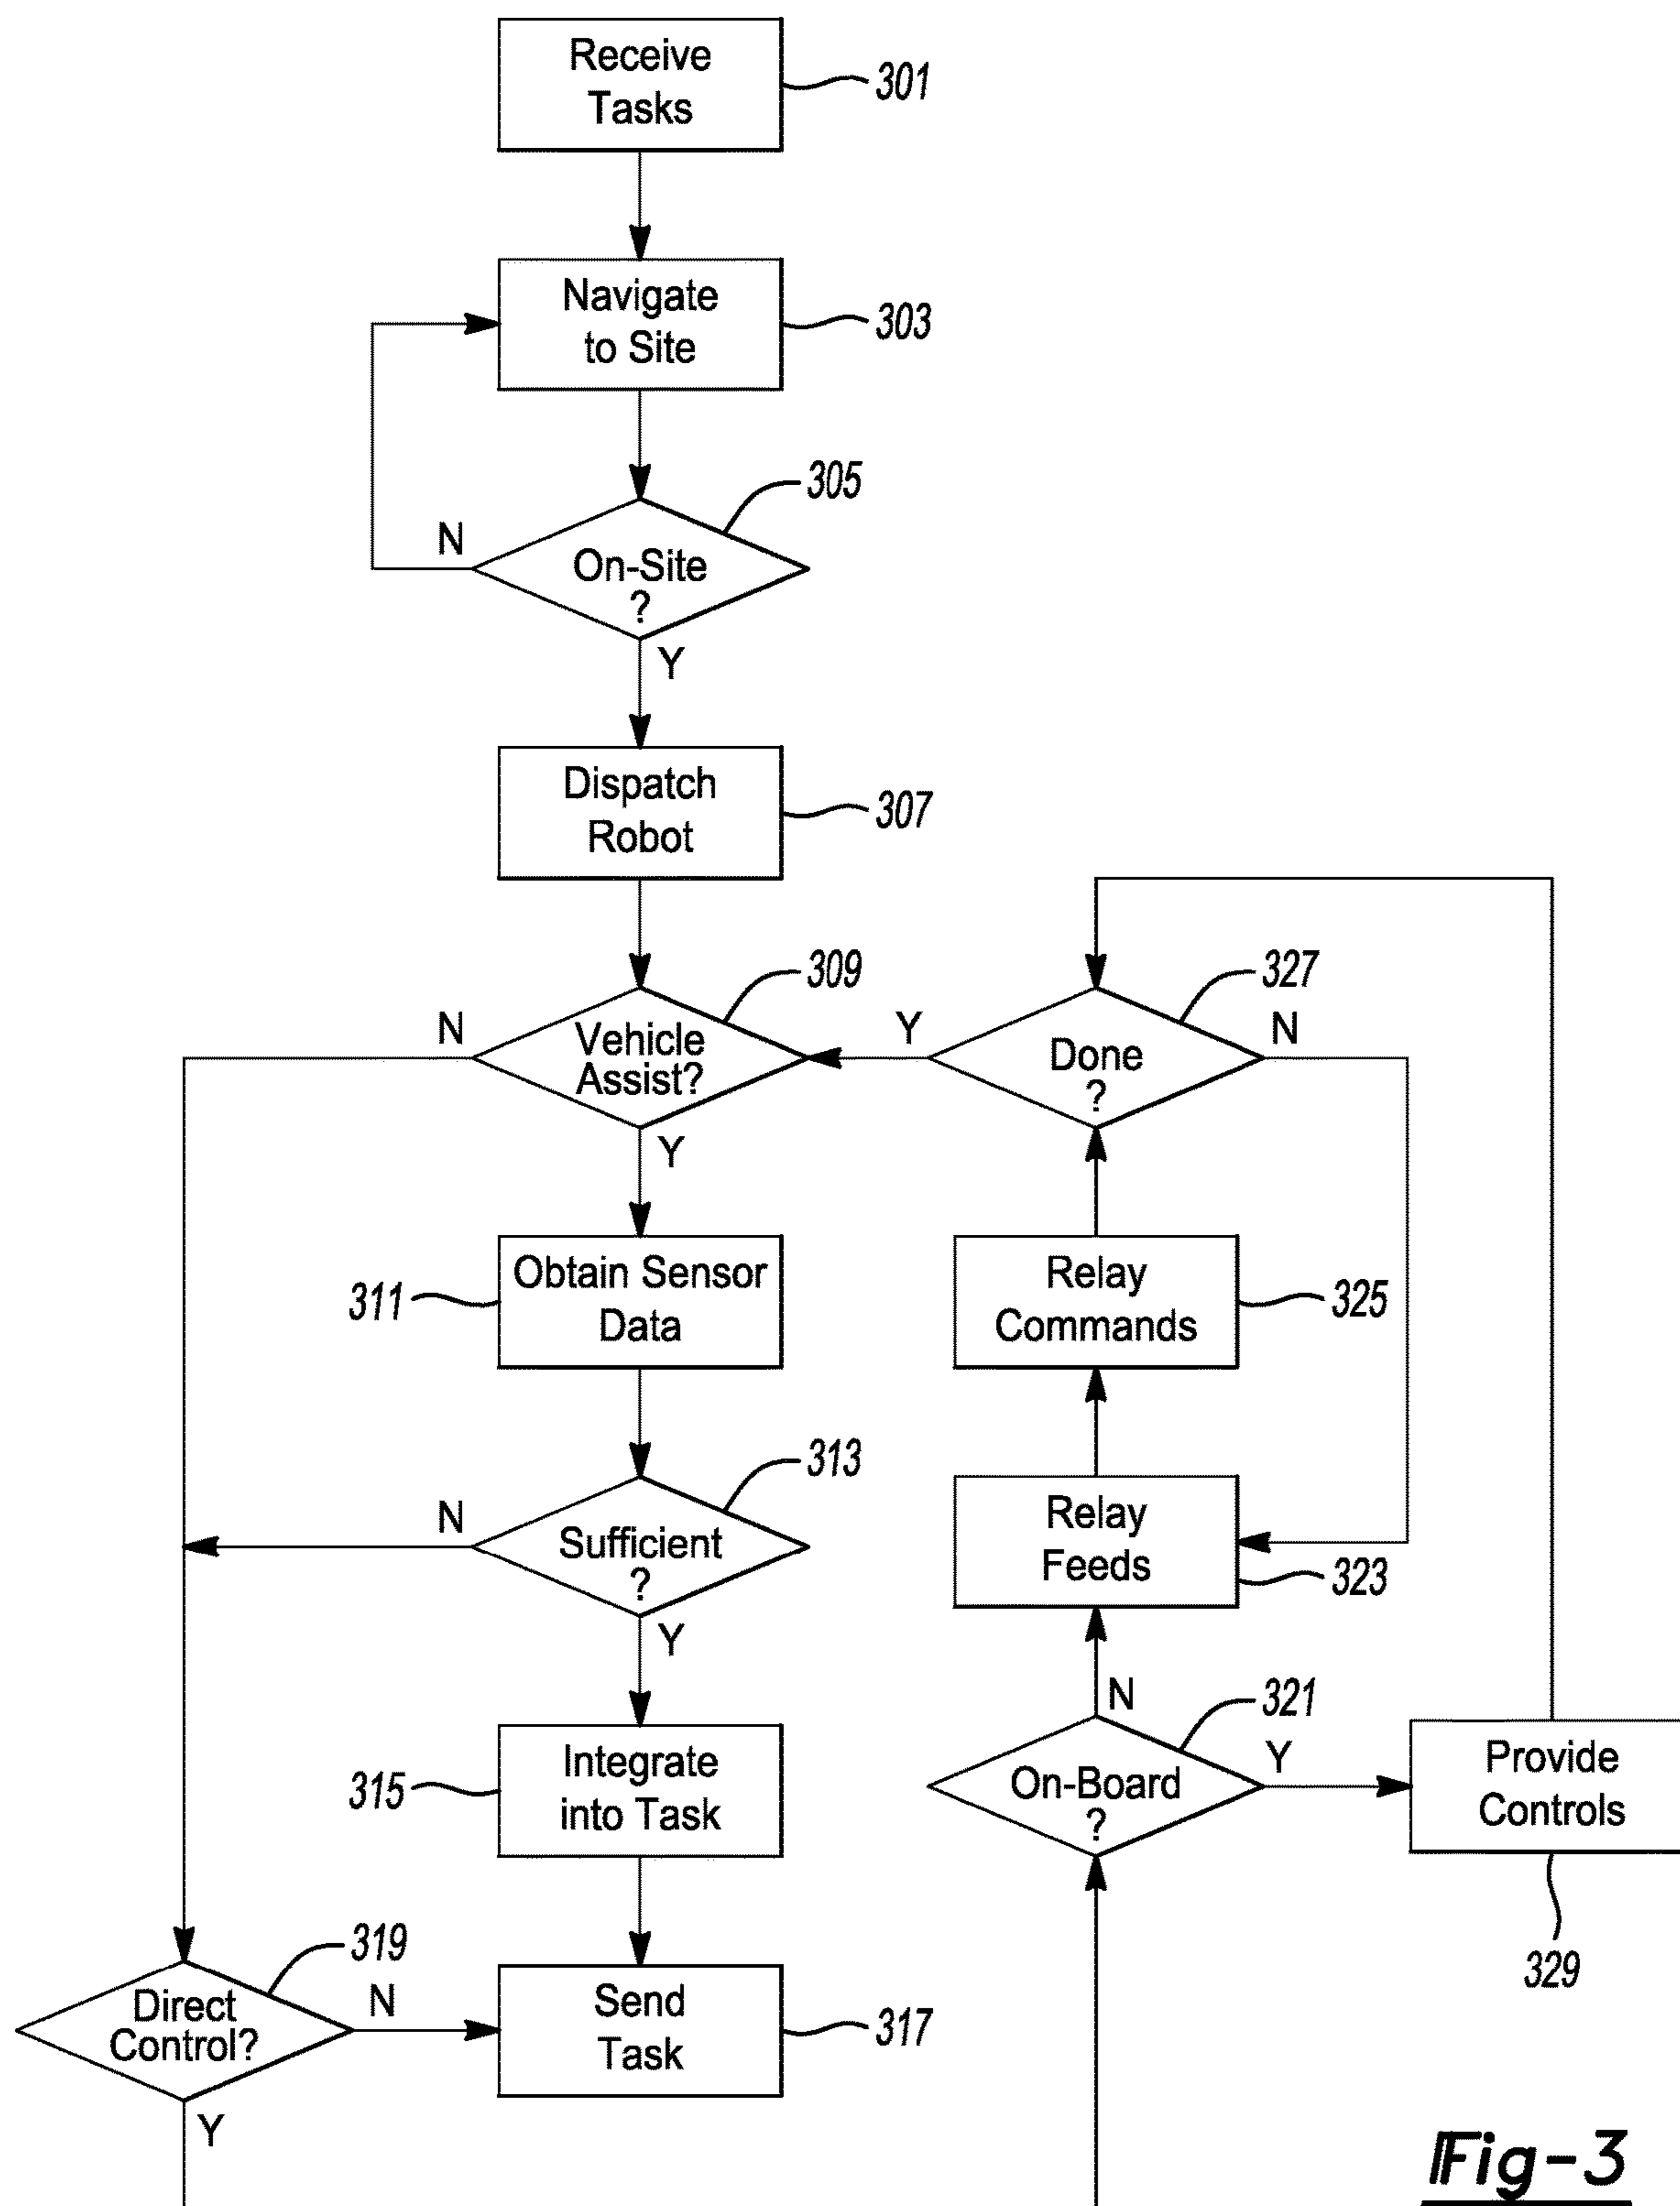 Receive
Tasks
301
Navigate
to Site
303
305
N
On-Site
?
Y
Dispatch
Robot
307
309
327
N
Vehicle
Assist?
Y
Done
?
N
Y
Obtain Sensor
Data
311
Relay
Commands
325
313
N
Sufficient
?
Y
Relay
Feeds
323
N
321
Integrate
into Task
315
On-Board
?
Y
Provide
Controls
329
319
Direct
Control?
N
Send
Task
317
Y
Fig-3